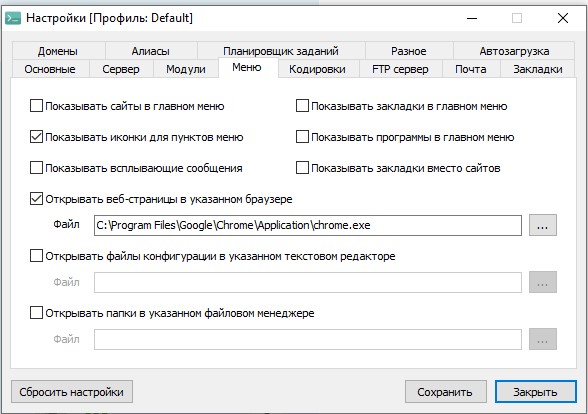 Настройки [Профиль: Default]
Домены Алиасы Планировщик заданий Разное Автозагрузка
Основные Сервер Модули Меню Кодировки FTP сервер Почта Закладки
Показывать сайты в главном меню Показывать закладки в главном меню
Показывать иконки для пунктов меню Показывать программы в главном меню
Показывать всплывающие сообщения Показывать закладки вместо сайтов
Открывать веб-страницы в указанном браузере
Файл C:\Program Files\Google\Chrome\Application\chrome.exe ...
Открывать файлы конфигурации в указанном текстовом редакторе
Файл ...
Открывать папки в указанном файловом менеджере
Файл ...
Сбросить настройки Сохранить Закрыть